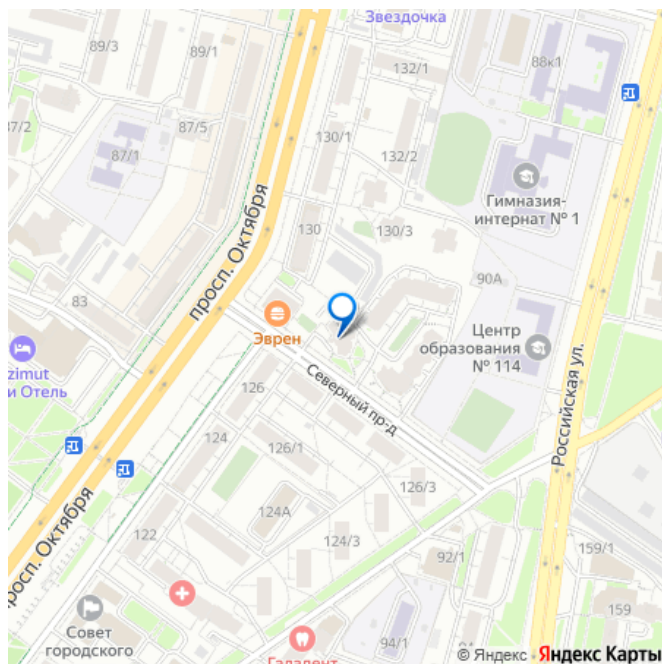 Звездочка
89/3
89/1
132/1
88к1
87/2
87/5
87/1
130/1
132/2
просп. Октября
Гимназия-
интернат № 1
130
130/3
90А
83
Эврен
Центр
образования
№ 114
Российская ул.
zimut
и Отель
126
Северный пр-д
124
126/1
126/3
124А
122
124/3
92/1
159/1
просп. Октября
159
Совет
городского
Галадент
94/1
© Яндекс Яндекс Карты